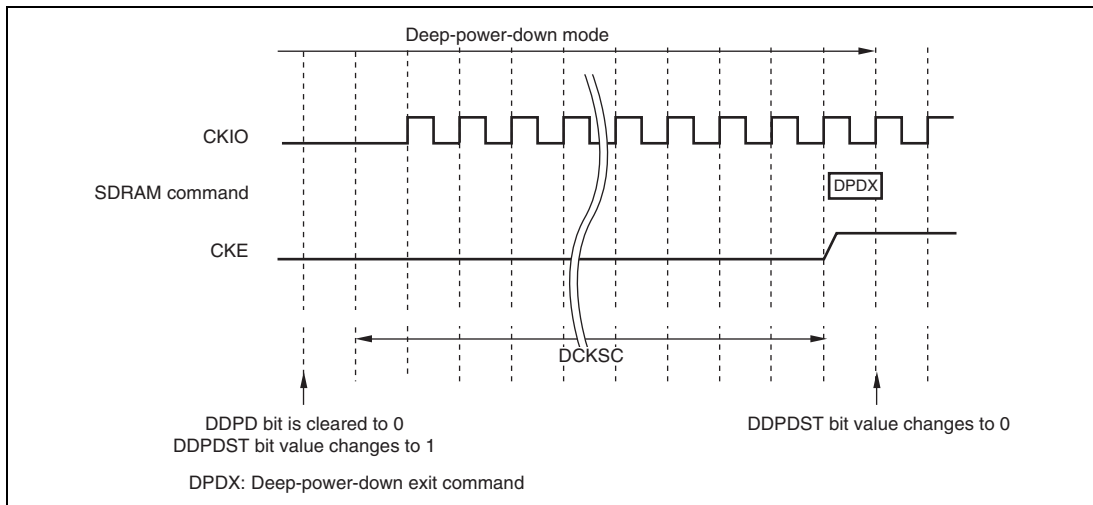 Deep-power-down mode
CKIO
SDRAM command
DPDX
CKE
DCKSC
DDPD bit is cleared to 0
DDPDST bit value changes to 1
DDPDST bit value changes to 0
DPDX: Deep-power-down exit command